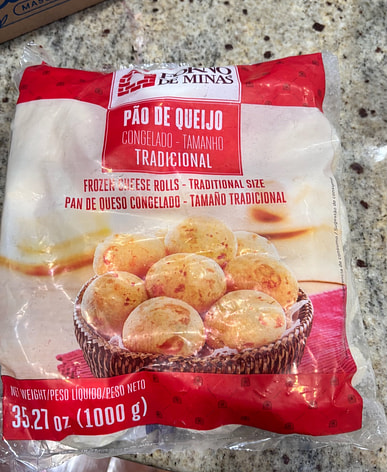 FORNO
DE MINAS
PÃO DE QUEIJO
CONGELADO - TAMANHO
TRADICIONAL
FROZEN CHEESE ROLLS - TRADITIONAL SIZE
PAN DE QUESO CONGELADO - TAMAÑO TRADICIONAL
NET WEIGHT/PESO LÍQUIDO/PESO NETO
35.27 oz (1000 g)